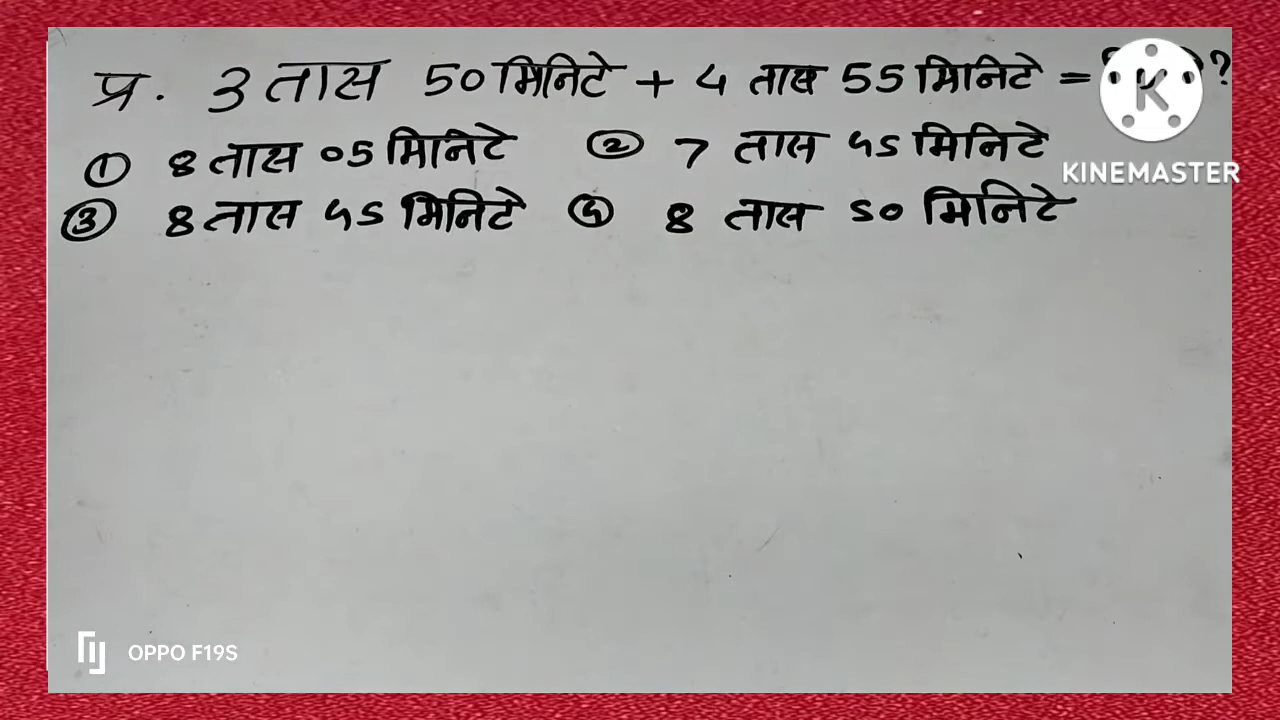 प्र. 3 तास 50 मिनिटे + 4 तास 55 मिनिटे = ?
① 8 तास 05 मिनिटे ② 7 तास 45 मिनिटे
③ 8 तास 45 मिनिटे ④ 8 तास 50 मिनिटे
K
KINEMASTER
OPPO F19S